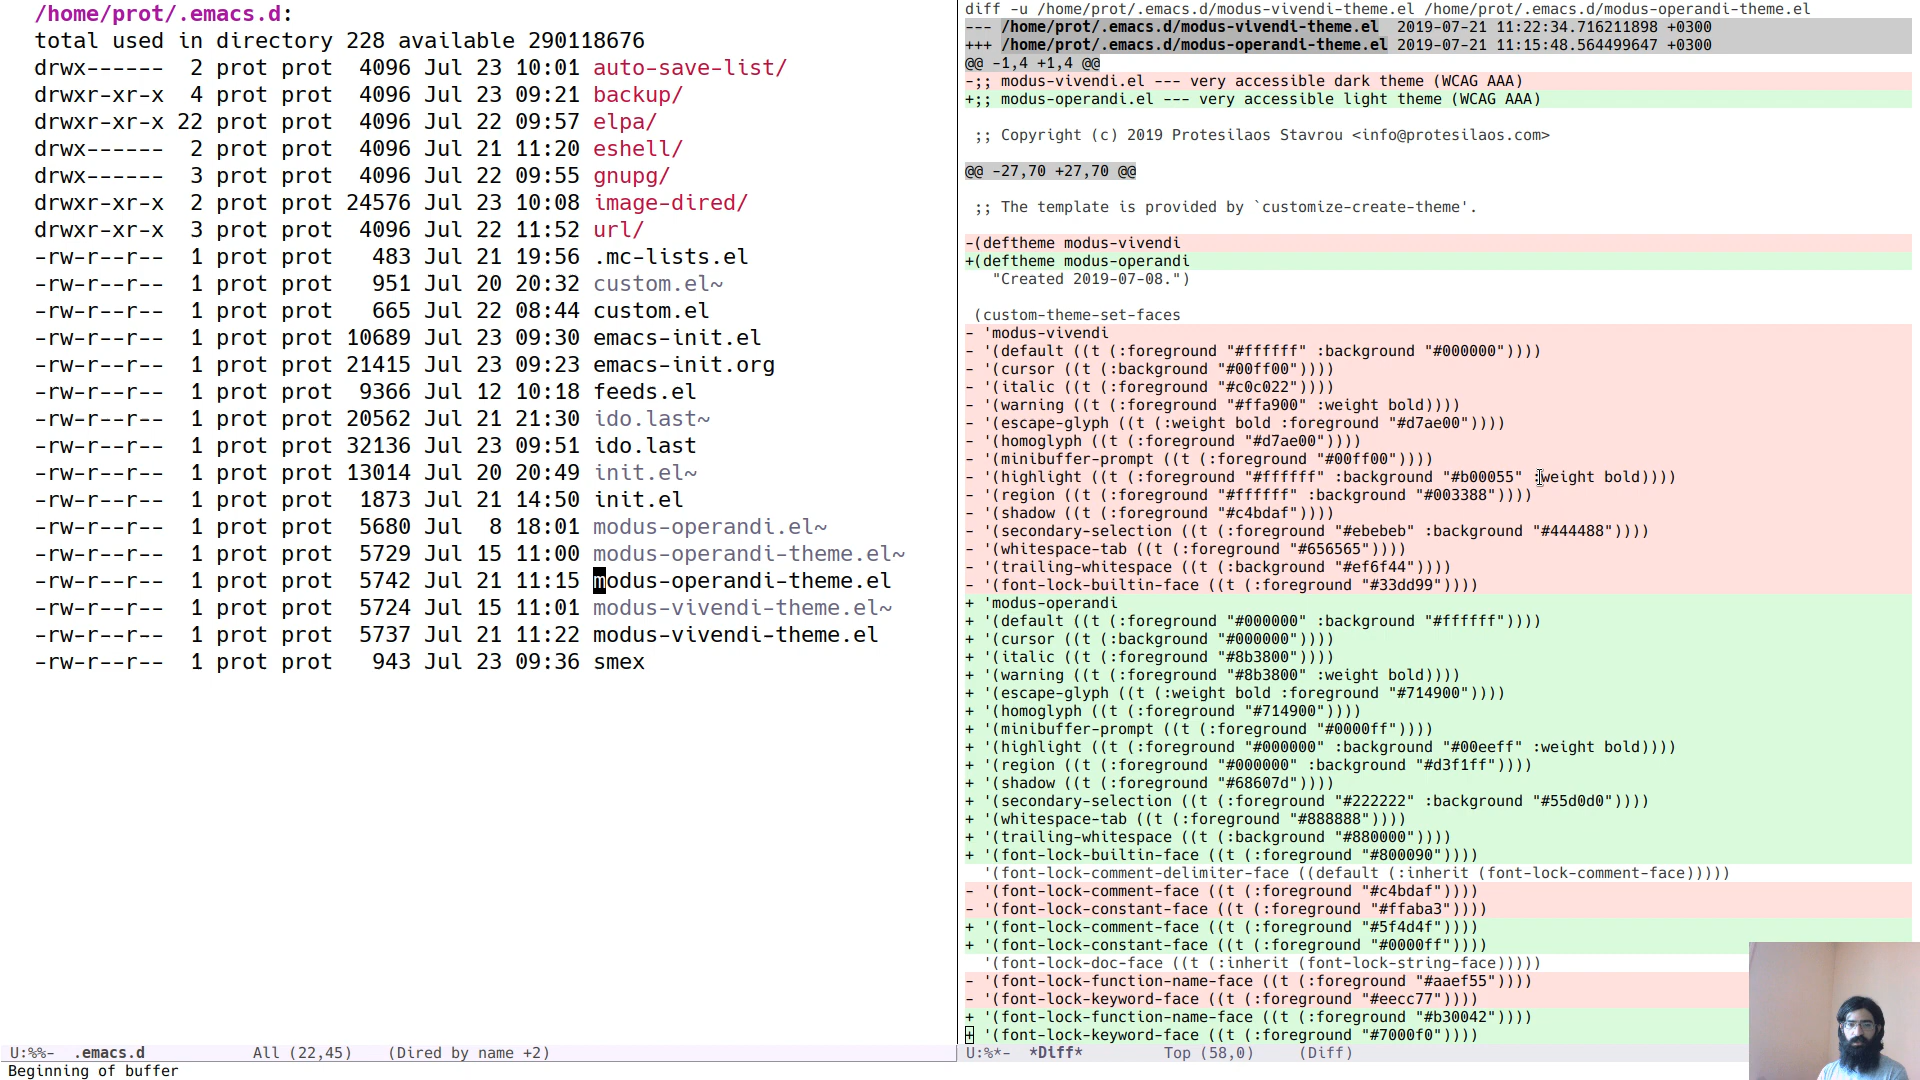 /home/prot/.emacs.d:
total used in directory 228 available 290118676
drwx------  2 prot prot  4096 Jul 23 10:01 auto-save-list/
drwxr-xr-x  4 prot prot  4096 Jul 23 09:21 backup/
drwxr-xr-x 22 prot prot  4096 Jul 22 09:57 elpa/
drwx------  2 prot prot  4096 Jul 21 11:20 eshell/
drwx------  3 prot prot  4096 Jul 22 09:55 gnupg/
drwxr-xr-x  2 prot prot 24576 Jul 23 10:08 image-dired/
drwxr-xr-x  3 prot prot  4096 Jul 22 11:52 url/
-rw-r--r--  1 prot prot   483 Jul 21 19:56 .mc-lists.el
-rw-r--r--  1 prot prot   951 Jul 20 20:32 custom.el~
-rw-r--r--  1 prot prot   665 Jul 22 08:44 custom.el
-rw-r--r--  1 prot prot 10689 Jul 23 09:30 emacs-init.el
-rw-r--r--  1 prot prot 21415 Jul 23 09:23 emacs-init.org
-rw-r--r--  1 prot prot  9366 Jul 12 10:18 feeds.el
-rw-r--r--  1 prot prot 20562 Jul 21 21:30 ido.last~
-rw-r--r--  1 prot prot 32136 Jul 23 09:51 ido.last
-rw-r--r--  1 prot prot 13014 Jul 20 20:49 init.el~
-rw-r--r--  1 prot prot  1873 Jul 21 14:50 init.el
-rw-r--r--  1 prot prot  5680 Jul  8 18:01 modus-operandi.el~
-rw-r--r--  1 prot prot  5729 Jul 15 11:00 modus-operandi-theme.el~
-rw-r--r--  1 prot prot  5742 Jul 21 11:15 modus-operandi-theme.el
-rw-r--r--  1 prot prot  5724 Jul 15 11:01 modus-vivendi-theme.el~
-rw-r--r--  1 prot prot  5737 Jul 21 11:22 modus-vivendi-theme.el
-rw-r--r--  1 prot prot   943 Jul 23 09:36 smex
U:%%-  .emacs.d         All (22,45)    (Dired by name +2)
Beginning of buffer
diff -u /home/prot/.emacs.d/modus-vivendi-theme.el /home/prot/.emacs.d/modus-operandi-theme.el
--- /home/prot/.emacs.d/modus-vivendi-theme.el  2019-07-21 11:22:34.716211898 +0300
+++ /home/prot/.emacs.d/modus-operandi-theme.el 2019-07-21 11:15:48.564499647 +0300
@@ -1,4 +1,4 @@
-;; modus-vivendi.el --- very accessible dark theme (WCAG AAA)
+;; modus-operandi.el --- very accessible light theme (WCAG AAA)
 ;; Copyright (c) 2019 Protesilaos Stavrou <info@protesilaos.com>
@@ -27,70 +27,70 @@
 ;; The template is provided by `customize-create-theme'.
-(deftheme modus-vivendi
+(deftheme modus-operandi
   "Created 2019-07-08.")
 (custom-theme-set-faces
- 'modus-vivendi
- '(default ((t (:foreground "#ffffff" :background "#000000"))))
- '(cursor ((t (:background "#00ff00"))))
- '(italic ((t (:foreground "#c0c022"))))
- '(warning ((t (:foreground "#ffa900" :weight bold))))
- '(escape-glyph ((t (:weight bold :foreground "#d7ae00"))))
- '(homoglyph ((t (:foreground "#d7ae00"))))
- '(minibuffer-prompt ((t (:foreground "#00ff00"))))
- '(highlight ((t (:foreground "#ffffff" :background "#b00055" :weight bold))))
- '(region ((t (:foreground "#ffffff" :background "#003388"))))
- '(shadow ((t (:foreground "#c4bdaf"))))
- '(secondary-selection ((t (:foreground "#ebebeb" :background "#444488"))))
- '(whitespace-tab ((t (:foreground "#656565"))))
- '(trailing-whitespace ((t (:background "#ef6f44"))))
- '(font-lock-builtin-face ((t (:foreground "#33dd99"))))
+ 'modus-operandi
+ '(default ((t (:foreground "#000000" :background "#ffffff"))))
+ '(cursor ((t (:background "#000000"))))
+ '(italic ((t (:foreground "#8b3800"))))
+ '(warning ((t (:foreground "#8b3800" :weight bold))))
+ '(escape-glyph ((t (:weight bold :foreground "#714900"))))
+ '(homoglyph ((t (:foreground "#714900"))))
+ '(minibuffer-prompt ((t (:foreground "#0000ff"))))
+ '(highlight ((t (:foreground "#000000" :background "#00eeff" :weight bold))))
+ '(region ((t (:foreground "#000000" :background "#d3f1ff"))))
+ '(shadow ((t (:foreground "#68607d"))))
+ '(secondary-selection ((t (:foreground "#222222" :background "#55d0d0"))))
+ '(whitespace-tab ((t (:foreground "#888888"))))
+ '(trailing-whitespace ((t (:background "#880000"))))
+ '(font-lock-builtin-face ((t (:foreground "#800090"))))
  '(font-lock-comment-delimiter-face ((default (:inherit (font-lock-comment-face)))))
- '(font-lock-comment-face ((t (:foreground "#c4bdaf"))))
- '(font-lock-constant-face ((t (:foreground "#ffaba3"))))
+ '(font-lock-comment-face ((t (:foreground "#5f4d4f"))))
+ '(font-lock-constant-face ((t (:foreground "#0000ff"))))
  '(font-lock-doc-face ((t (:inherit (font-lock-string-face)))))
- '(font-lock-function-name-face ((t (:foreground "#aaef55"))))
- '(font-lock-keyword-face ((t (:foreground "#eecc77"))))
+ '(font-lock-function-name-face ((t (:foreground "#b30042"))))
+ '(font-lock-keyword-face ((t (:foreground "#7000f0"))))
U:%*-  *Diff*         Top (58,0)     (Diff)